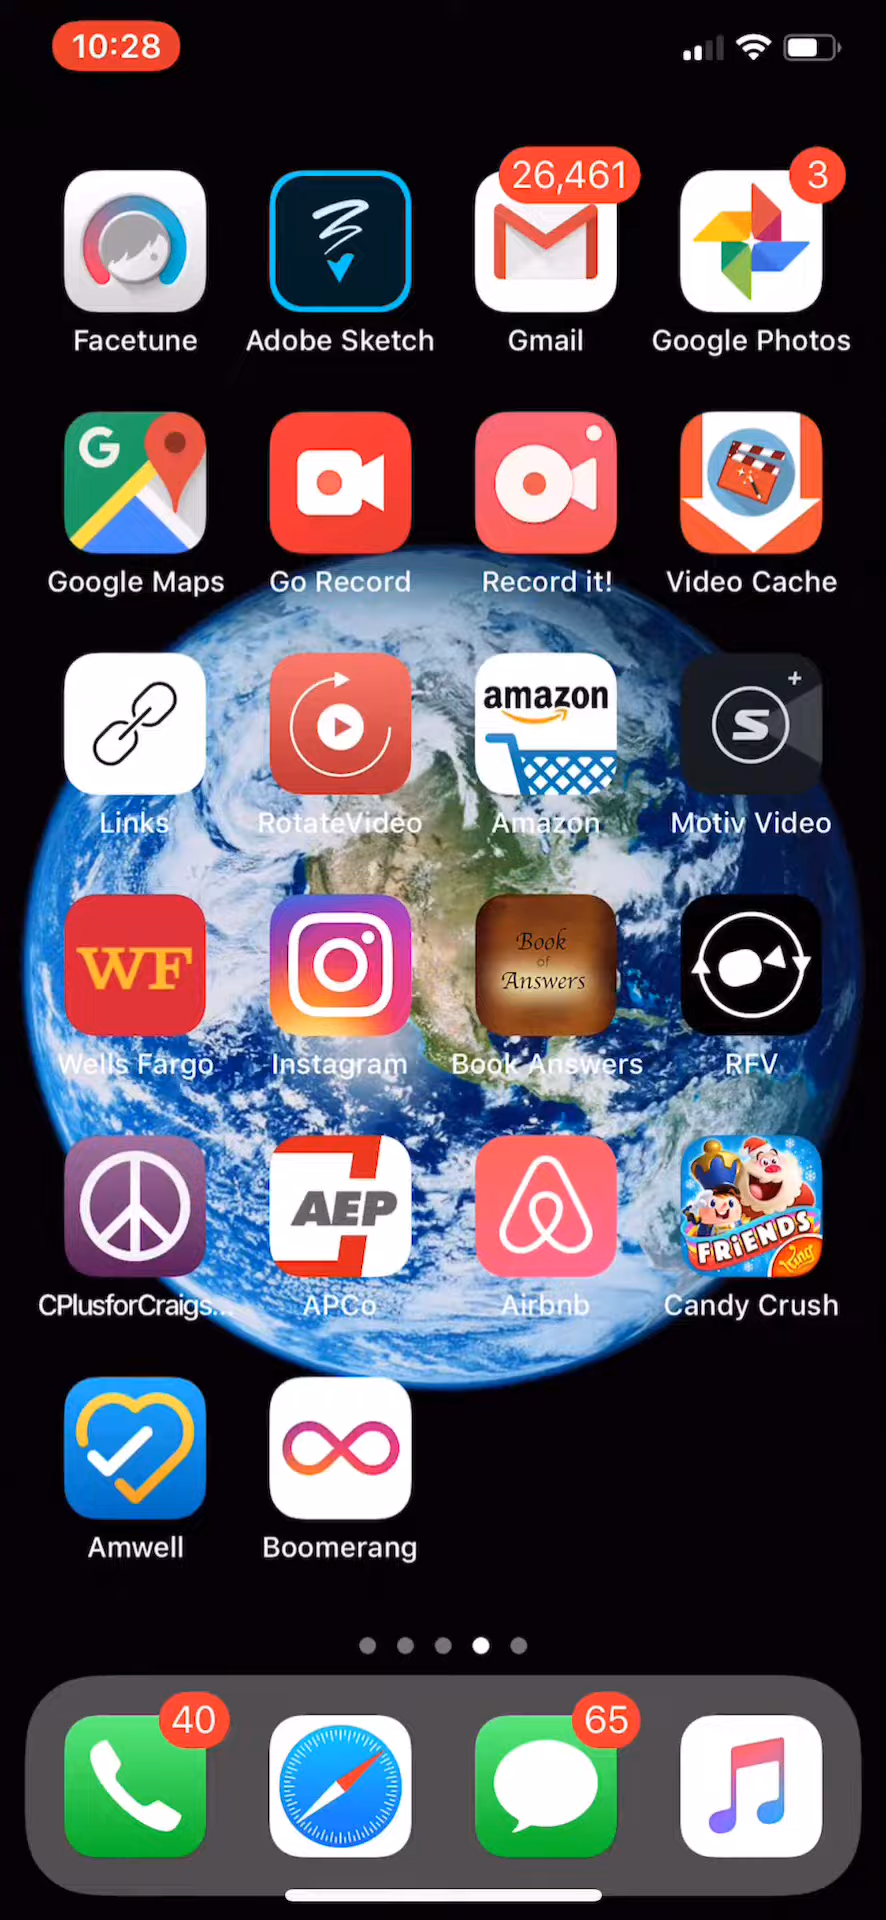 10:28
26,461
3
Facetune
Adobe Sketch
Gmail
Google Photos
G
Google Maps
Go Record
Record it!
Video Cache
amazon
S
Links
RotateVideo
Amazon
Motiv Video
WF
Book
of
Answers
Wells Fargo
Instagram
Book Answers
RFV
AEP
FRiENDS
King
CPlusforCraigs...
APCo
Airbnb
Candy Crush
Amwell
Boomerang
40
65